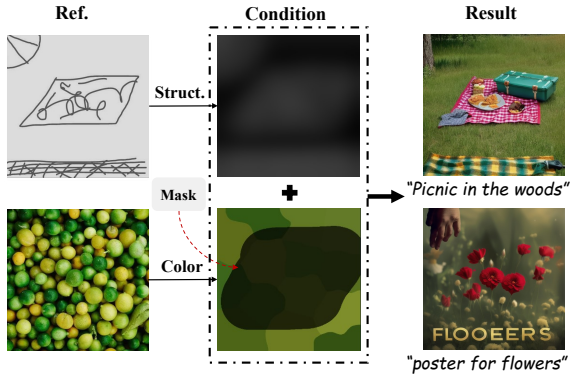 Ref.
Condition
Result
Struct.
"Picnic in the woods"
Mask
Color
FLOOEERS
"poster for flowers"